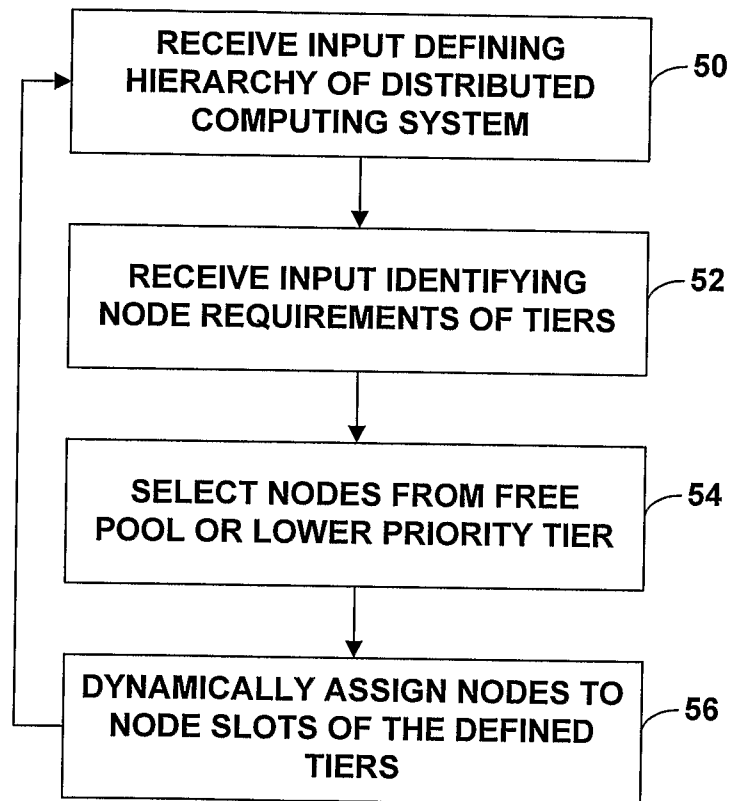 RECEIVE INPUT DEFINING
HIERARCHY OF DISTRIBUTED
COMPUTING SYSTEM
50
RECEIVE INPUT IDENTIFYING
NODE REQUIREMENTS OF TIERS
52
SELECT NODES FROM FREE
POOL OR LOWER PRIORITY TIER
54
DYNAMICALLY ASSIGN NODES TO
NODE SLOTS OF THE DEFINED
TIERS
56